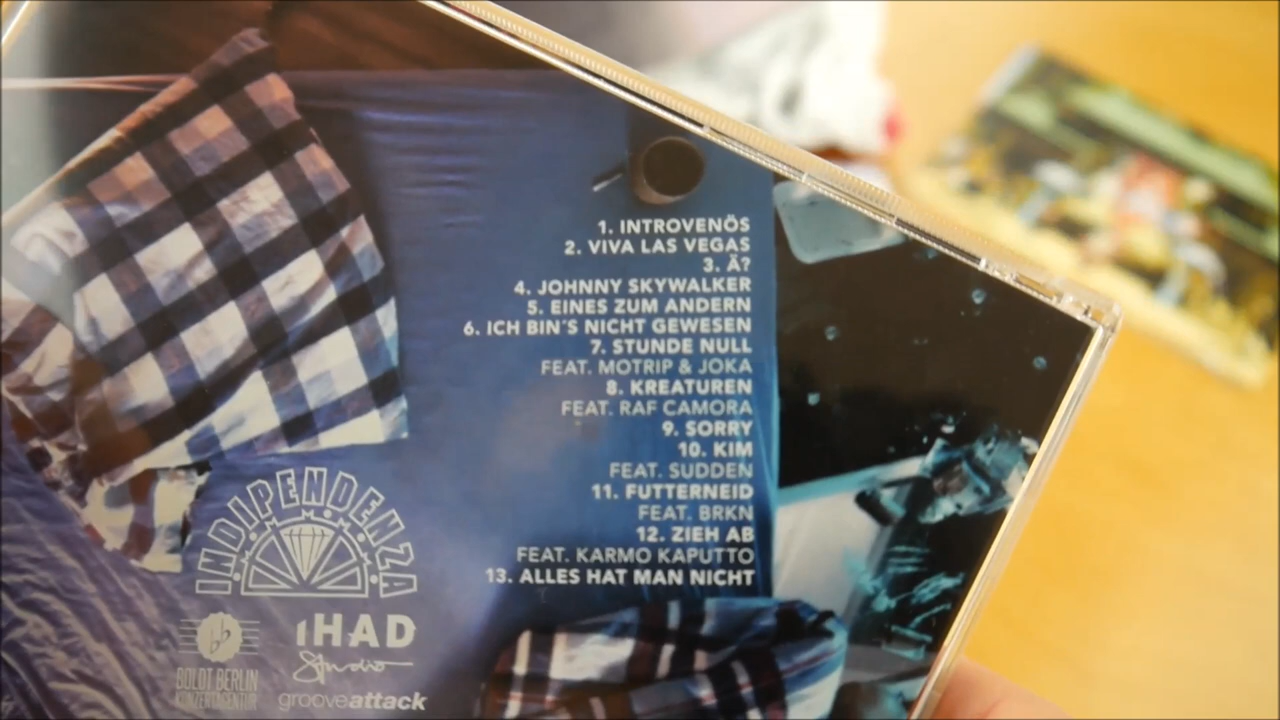 1. INTROVENÖS
2. VIVA LAS VEGAS
3. Ä?
4. JOHNNY SKYWALKER
5. EINES ZUM ANDERN
6. ICH BIN´S NICHT GEWESEN
7. STUNDE NULL
FEAT. MOTRIP & JOKA
8. KREATUREN
FEAT. RAF CAMORA
9. SORRY
10. KIM
FEAT. SUDDEN
11. FUTTERNEID
FEAT. BRKN
12. ZIEH AB
FEAT. KARMO KAPUTTO
13. ALLES HAT MAN NICHT
INDIPENDENZA
bb
BOLDT BERLIN
KONZERTAGENTUR
IHAD
Studio
grooveattack